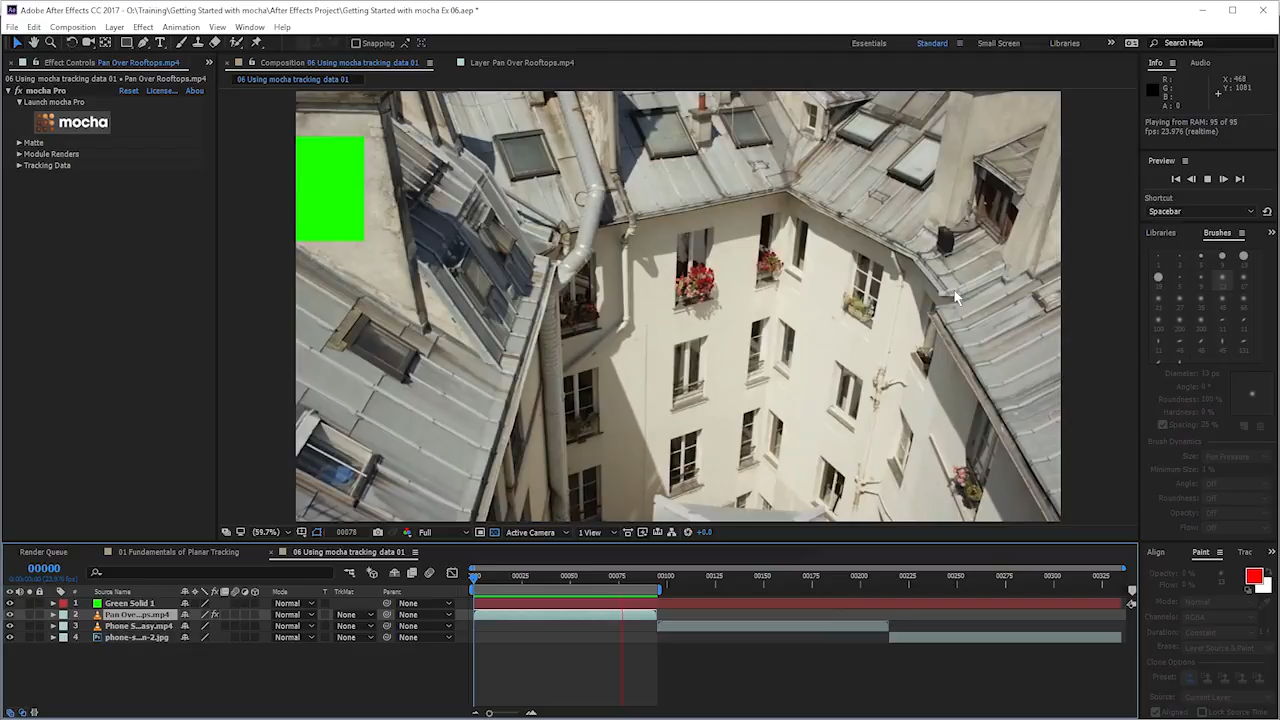 Adobe After Effects CC 2017 - O:\Training\Getting Started with mocha\After Effects Project\Getting Started with mocha Ex 06.aep *
File Edit Composition Layer Effect Animation View Window Help
Snapping
Essentials Standard Small Screen Libraries Search Help
Effect Controls Pan Over Rooftops.mp4
Composition 06 Using mocha tracking data 01
Layer Pan Over Rooftops.mp4
Info Audio
06 Using mocha tracking data 01 • Pan Over Rooftops.mp4
06 Using mocha tracking data 01
fx mocha Pro Reset License... Abou
Launch mocha Pro
mocha
Matte
Module Renders
Tracking Data
R:
G:
B:
A: 0
X: 468
Y: 1081
Playing from RAM: 95 of 95
fps: 23.976 (realtime)
Preview
Shortcut
Spacebar
Libraries Brushes
Diameter: 13 px
Angle: 0°
Roundness: 100 %
Hardness: 0 %
Spacing: 25 %
Brush Dynamics
Size: Pen Pressure
Minimum Size: 1 %
Angle: Off
Roundness: Off
Opacity: Off
Flow: Off
(59.7%) 00078 Full Active Camera 1 View +0.0
Render Queue 01 Fundamentals of Planar Tracking 06 Using mocha tracking data 01
Align Paint Trac
00000
00025 00050 00075 00100 00125 00150 00175 00200 00225 00250 00275 00300 00325
# Source Name Mode T TrkMat Parent
1 Green Solid 1 Normal None
2 Pan Ove...ps.mp4 Normal None None
3 Phone S...asy.mp4 Normal None None
4 phone-s...n-2.jpg Normal None None
Opacity: 0 %
Flow: 0 %
Mode: Normal
Channels: RGBA
Duration: Constant
Erase: Layer Source & Paint
Clone Options
Preset:
Source: Current Layer
Aligned Lock Source Time